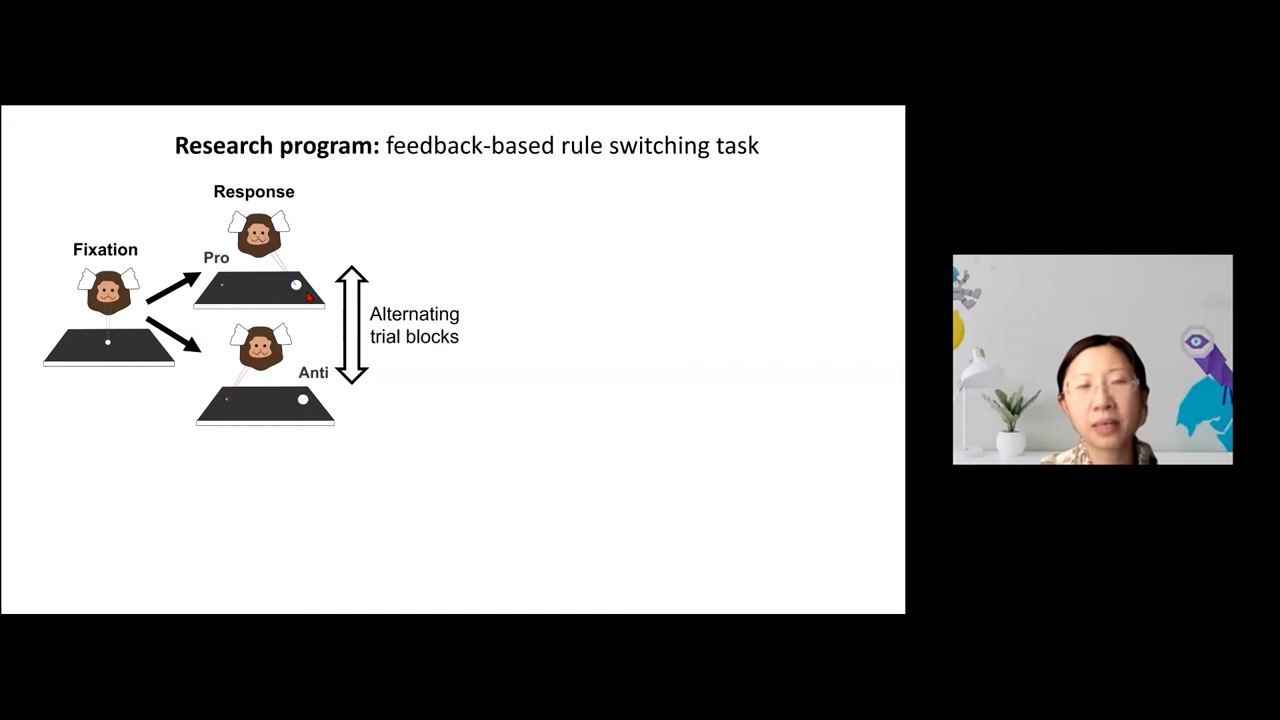 Research program: feedback-based rule switching task
Response
Fixation
Pro
Alternating
trial blocks
Anti